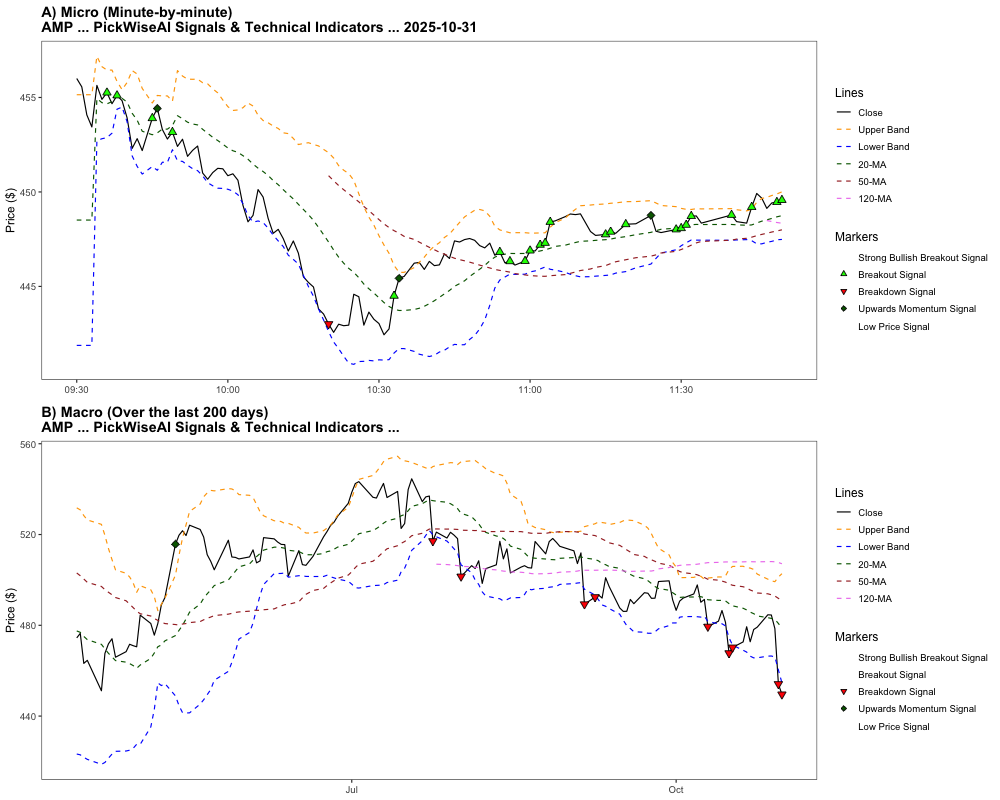 A) Micro (Minute-by-minute)
AMP ... PickWiseAI Signals & Technical Indicators ... 2025-10-31
Price ($)
455
450
445
09:30
10:00
10:30
11:00
11:30
Lines
Close
Upper Band
Lower Band
20-MA
50-MA
120-MA
Markers
Strong Bullish Breakout Signal
Breakout Signal
Breakdown Signal
Upwards Momentum Signal
Low Price Signal
B) Macro (Over the last 200 days)
AMP ... PickWiseAI Signals & Technical Indicators ...
Price ($)
560
520
480
440
Jul
Oct
Lines
Close
Upper Band
Lower Band
20-MA
50-MA
120-MA
Markers
Strong Bullish Breakout Signal
Breakout Signal
Breakdown Signal
Upwards Momentum Signal
Low Price Signal